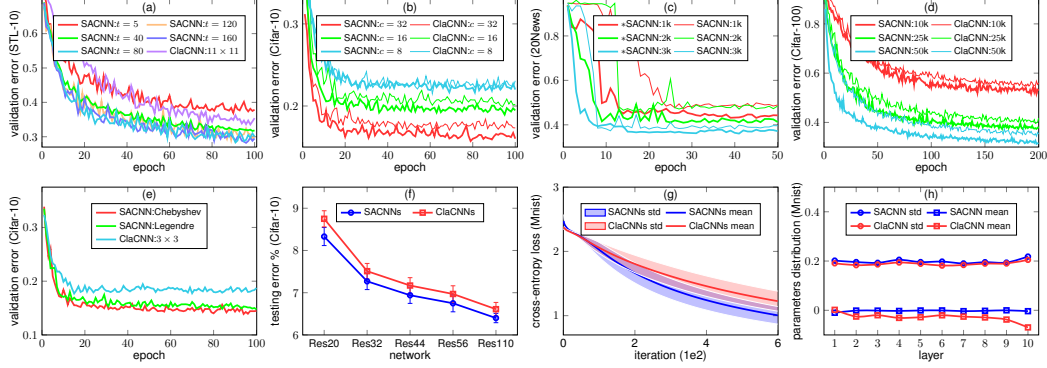 (a)
SACNN:t = 5
SACNN:t = 120
SACNN:t = 40
SACNN:t = 160
SACNN:t = 80
ClaCNN:11 × 11
validation error (STL-10)
0.5
0.4
0.3
0 20 40 60 80 100
epoch
(b)
SACNN:c = 32
ClaCNN:c = 32
SACNN:c = 16
ClaCNN:c = 16
SACNN:c = 8
ClaCNN:c = 8
validation error (Cifar-10)
0.3
0.2
0 20 40 60 80 100
epoch
(c)
*SACNN:1k
SACNN:1k
*SACNN:2k
SACNN:2k
*SACNN:3k
SACNN:3k
validation error (20News)
0.8
0.6
0.4
0 10 20 30 40 50
epoch
(d)
SACNN:10k
ClaCNN:10k
SACNN:25k
ClaCNN:25k
SACNN:50k
ClaCNN:50k
validation error (Cifar-100)
0.8
0.6
0.4
0 50 100 150 200
epoch
(e)
SACNN:Chebyshev
SACNN:Legendre
ClaCNN:3 × 3
validation error (Cifar-10)
0.3
0.2
0.1
0 20 40 60 80 100
epoch
(f)
SACNNs
ClaCNNs
testing error % (Cifar-10)
9
8
7
6
Res20 Res32 Res44 Res56 Res110
network
(g)
SACNNs std
SACNNs mean
ClaCNNs std
ClaCNNs mean
cross-entropy loss (Mnist)
3
2
1
0 2 4 6
iteration (1e2)
(h)
SACNN std
SACNN mean
ClaCNN std
ClaCNN mean
parameters distribution (Mnist)
0.4
0.2
0
1 2 3 4 5 6 7 8 9 10
layer